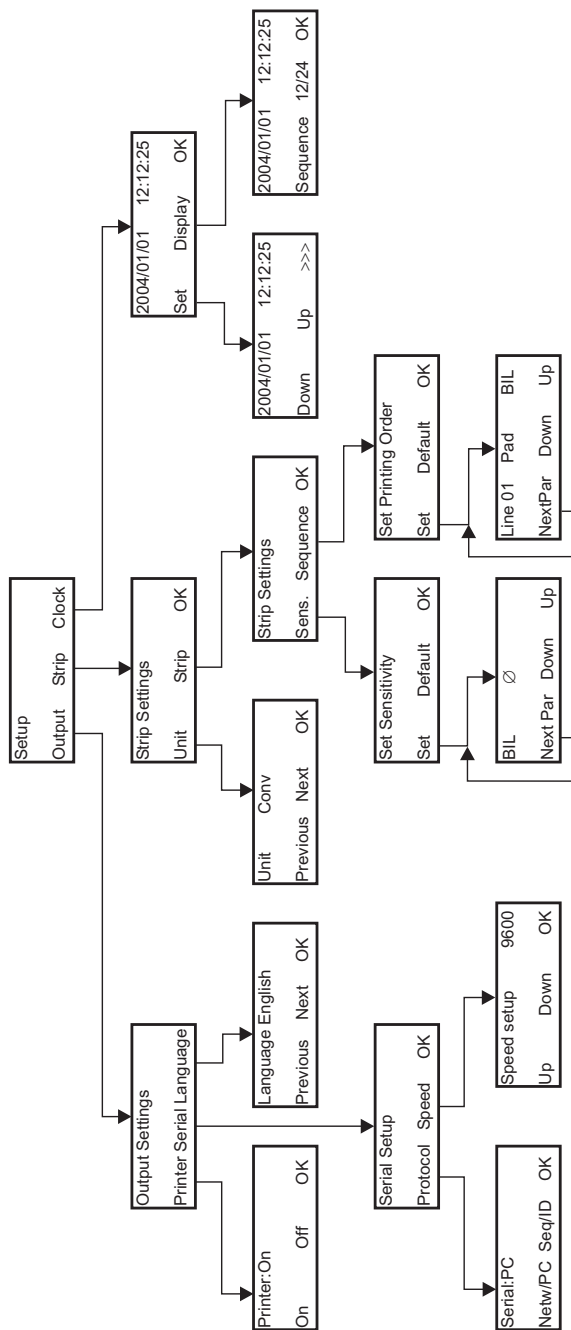 Setup
Output Strip Clock
Output Settings
Printer Serial Language
Printer:On
On Off OK
Language English
Previous Next OK
Serial Setup
Protocol Speed OK
Serial:PC
Netw/PC Seq/ID OK
Speed setup 9600
Up Down OK
Strip Settings
Unit Strip OK
Unit Conv
Previous Next OK
Strip Settings
Sens. Sequence OK
Set Sensitivity
Set Default OK
BIL ∅
Next Par Down Up
Set Printing Order
Set Default OK
Line 01 Pad BIL
NextPar Down Up
2004/01/01 12:12:25
Set Display OK
2004/01/01 12:12:25
Down Up >>>
2004/01/01 12:12:25
Sequence 12/24 OK